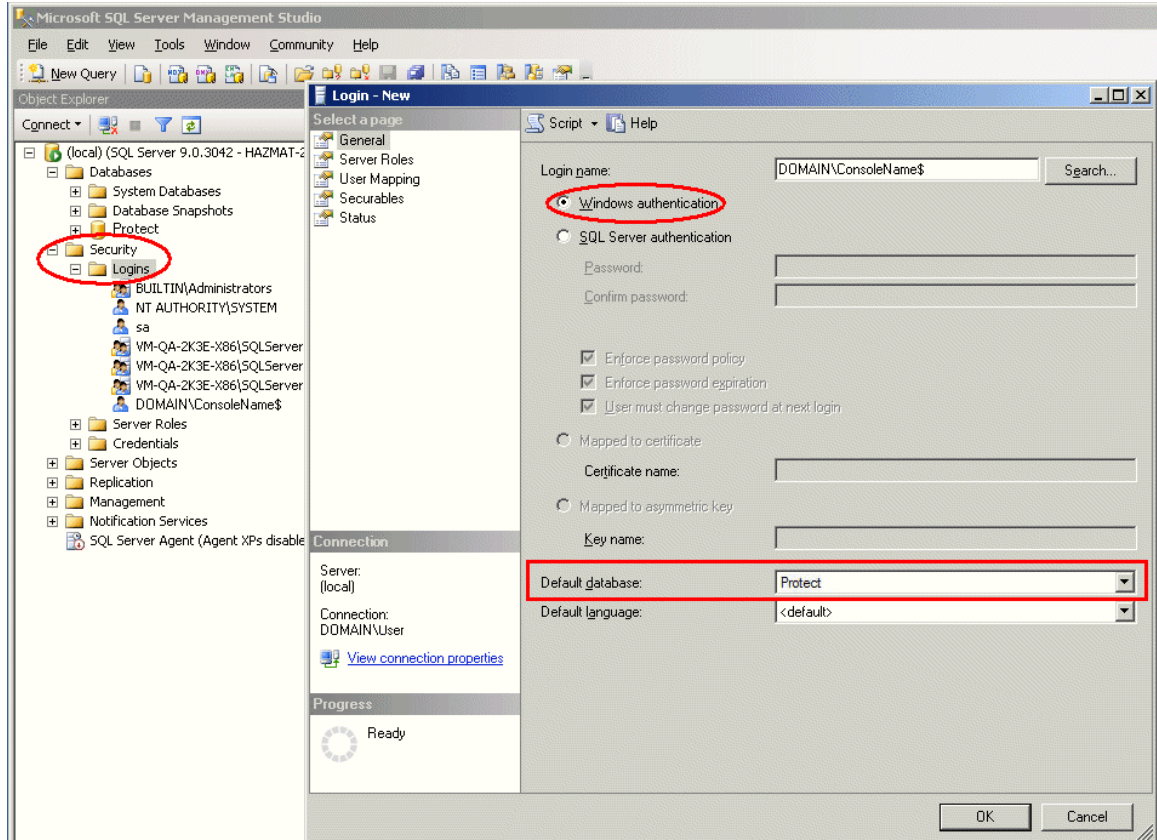 Microsoft SQL Server Management Studio
File Edit View Tools Window Community Help
New Query
Object Explorer
Connect
(local) (SQL Server 9.0.3042 - HAZMAT-2
Databases
System Databases
Database Snapshots
Protect
Security
Logins
BUILTIN\Administrators
NT AUTHORITY\SYSTEM
sa
VM-QA-2K3E-X86\SQLServer
VM-QA-2K3E-X86\SQLServer
VM-QA-2K3E-X86\SQLServer
DOMAIN\ConsoleName$
Server Roles
Credentials
Server Objects
Replication
Management
Notification Services
SQL Server Agent (Agent XPs disable
Login - New
Select a page
General
Server Roles
User Mapping
Securables
Status
Connection
Server:
(local)
Connection:
DOMAIN\User
View connection properties
Progress
Ready
Script Help
Login name: DOMAIN\ConsoleName$ Search...
Windows authentication
SQL Server authentication
Password:
Confirm password:
Enforce password policy
Enforce password expiration
User must change password at next login
Mapped to certificate
Certificate name:
Mapped to asymmetric key
Key name:
Default database: Protect
Default language: <default>
OK Cancel